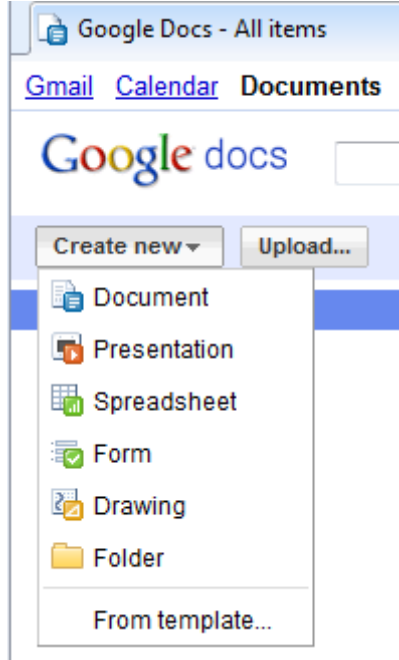 Google Docs - All items
Gmail Calendar Documents
Google docs
Create new Upload...
Document
Presentation
Spreadsheet
Form
Drawing
Folder
From template...